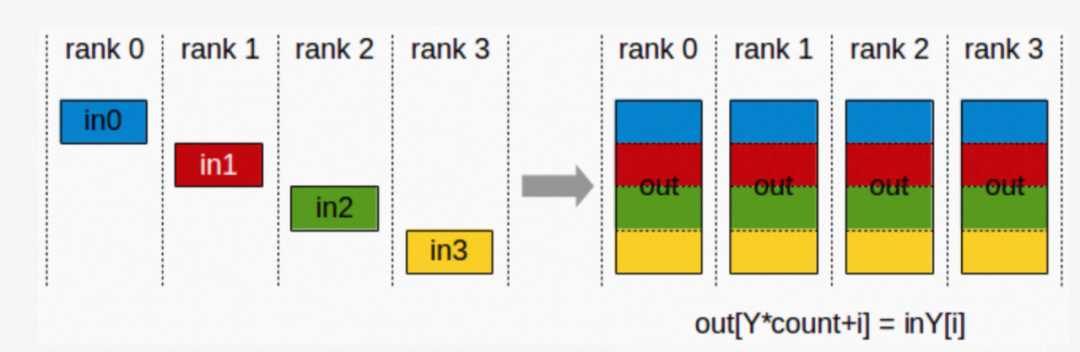 rank 0 rank 1 rank 2 rank 3 rank 0 rank 1 rank 2 rank 3
in0
in1
out out out out
in2
in3
out[Y*count+i] = inY[i]